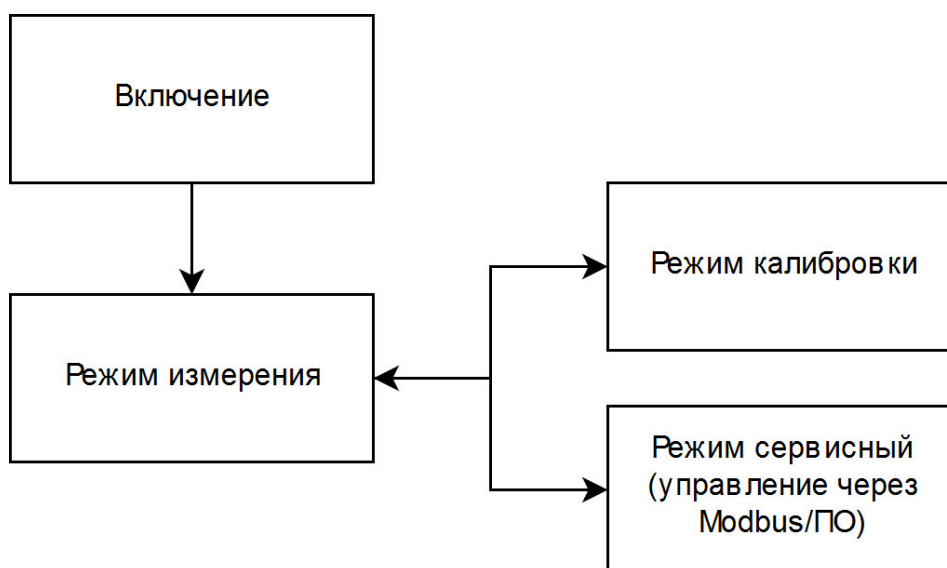 Включение
Режим калибровки
Режим измерения
Режим сервисный
(управление через
Modbus/ПО)